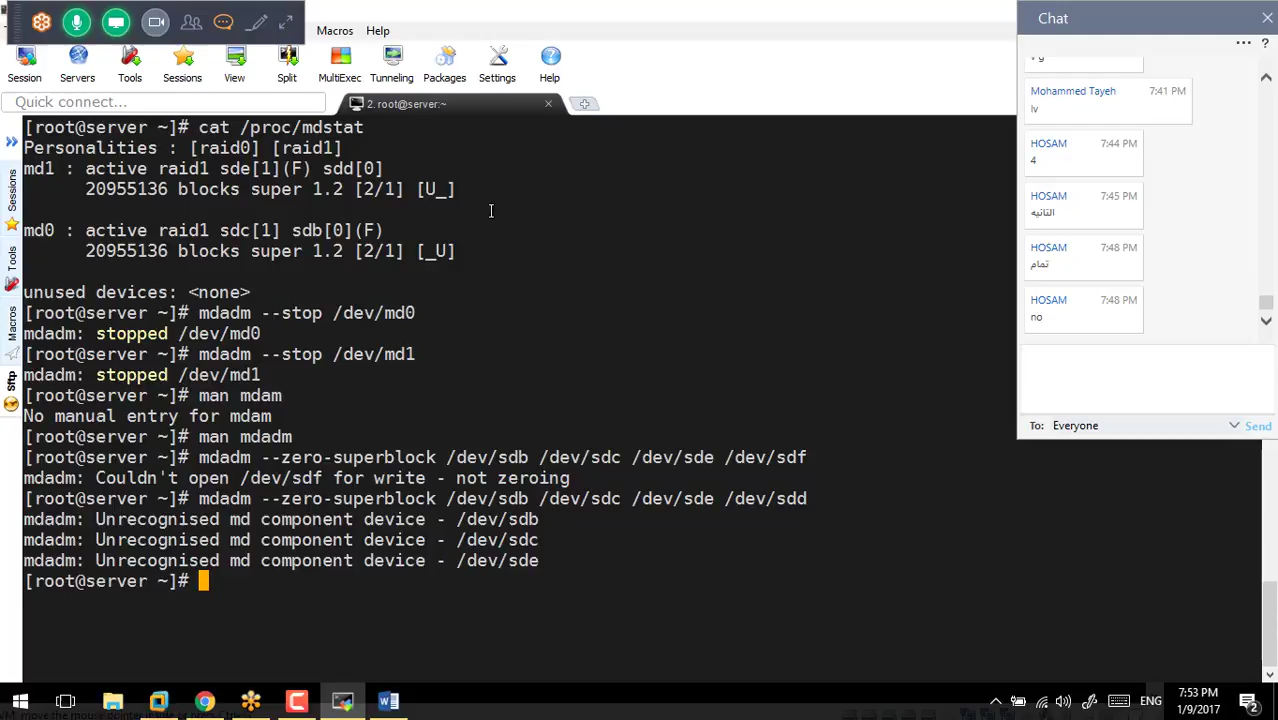 Macros Help
Session Servers Tools Sessions View Split MultiExec Tunneling Packages Settings Help
Quick connect...
2. root@server:~
Sessions
Tools
Macros
Sftp
[root@server ~]# cat /proc/mdstat
Personalities : [raid0] [raid1]
md1 : active raid1 sde[1](F) sdd[0]
20955136 blocks super 1.2 [2/1] [U_]
md0 : active raid1 sdc[1] sdb[0](F)
20955136 blocks super 1.2 [2/1] [_U]
unused devices: <none>
[root@server ~]# mdadm --stop /dev/md0
mdadm: stopped /dev/md0
[root@server ~]# mdadm --stop /dev/md1
mdadm: stopped /dev/md1
[root@server ~]# man mdam
No manual entry for mdam
[root@server ~]# man mdadm
[root@server ~]# mdadm --zero-superblock /dev/sdb /dev/sdc /dev/sde /dev/sdf
mdadm: Couldn't open /dev/sdf for write - not zeroing
[root@server ~]# mdadm --zero-superblock /dev/sdb /dev/sdc /dev/sde /dev/sdd
mdadm: Unrecognised md component device - /dev/sdb
mdadm: Unrecognised md component device - /dev/sdc
mdadm: Unrecognised md component device - /dev/sde
[root@server ~]#
Chat
Mohammed Tayeh 7:41 PM
lv
HOSAM 7:44 PM
4
HOSAM 7:45 PM
التانيه
HOSAM 7:48 PM
تمام
HOSAM 7:48 PM
no
To: Everyone Send
ENG
7:53 PM
1/9/2017
2